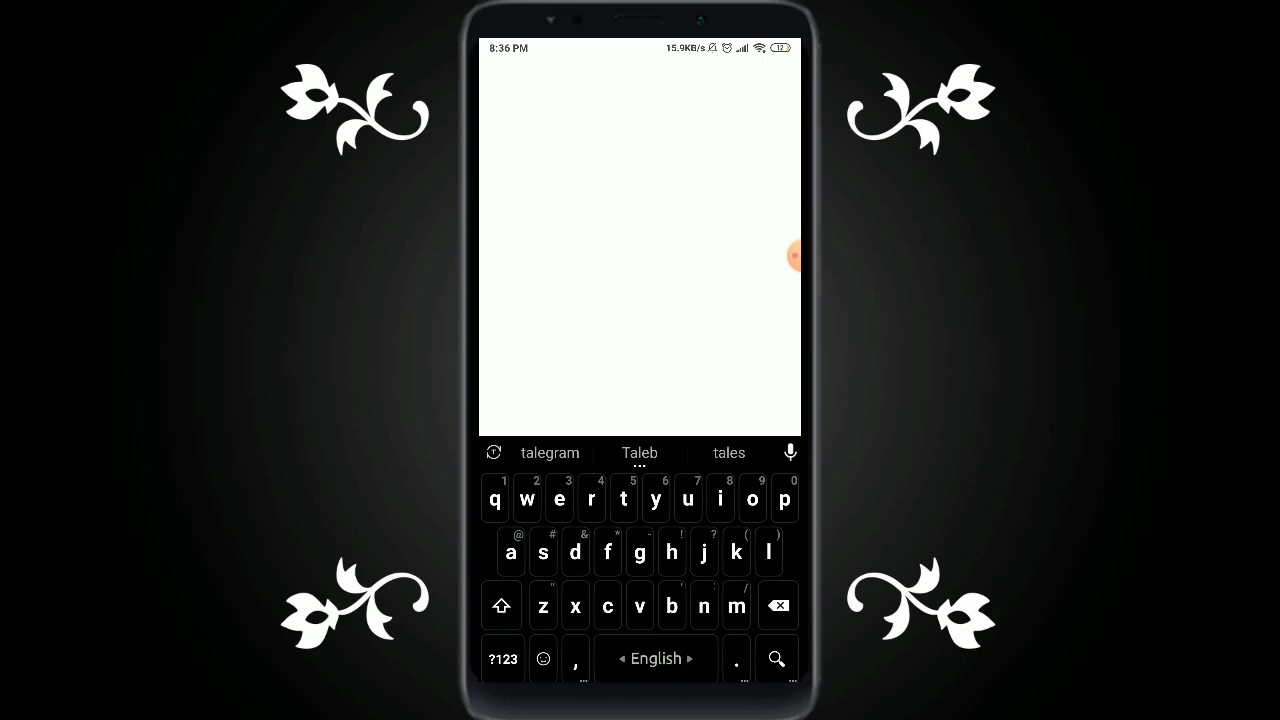 8:36 PM 15.9KB/s 12
talegram Taleb tales
1 2 3 4 5 6 7 8 9 0
q w e r t y u i o p
@ # & * - ! ? ( )
a s d f g h j k l
" ' : /
z x c v b n m
?123 , English .